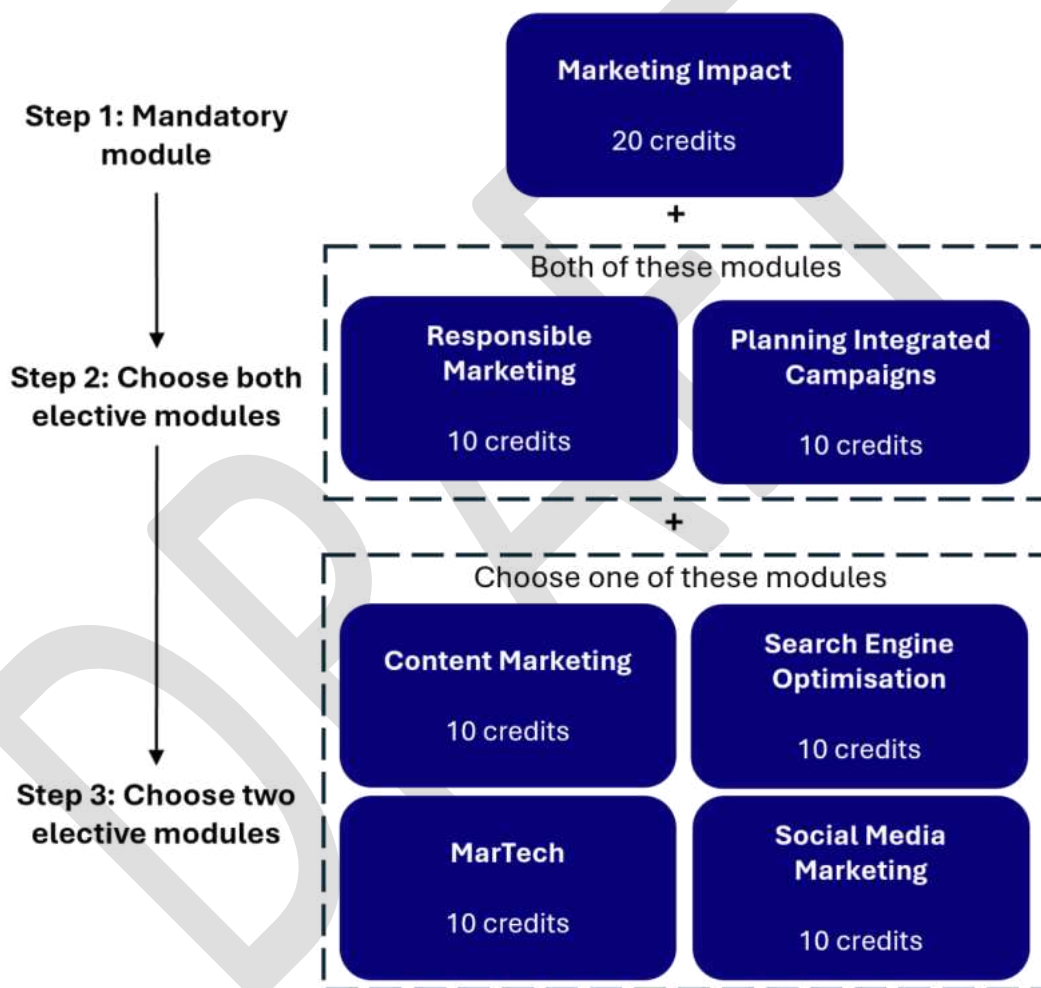 Marketing Impact
20 credits
Step 1: Mandatory
module
+
Both of these modules
Responsible
Marketing
10 credits
Planning Integrated
Campaigns
10 credits
Step 2: Choose both
elective modules
+
Choose one of these modules
Content Marketing
10 credits
Search Engine
Optimisation
10 credits
Step 3: Choose two
elective modules
MarTech
10 credits
Social Media
Marketing
10 credits
DRAFT